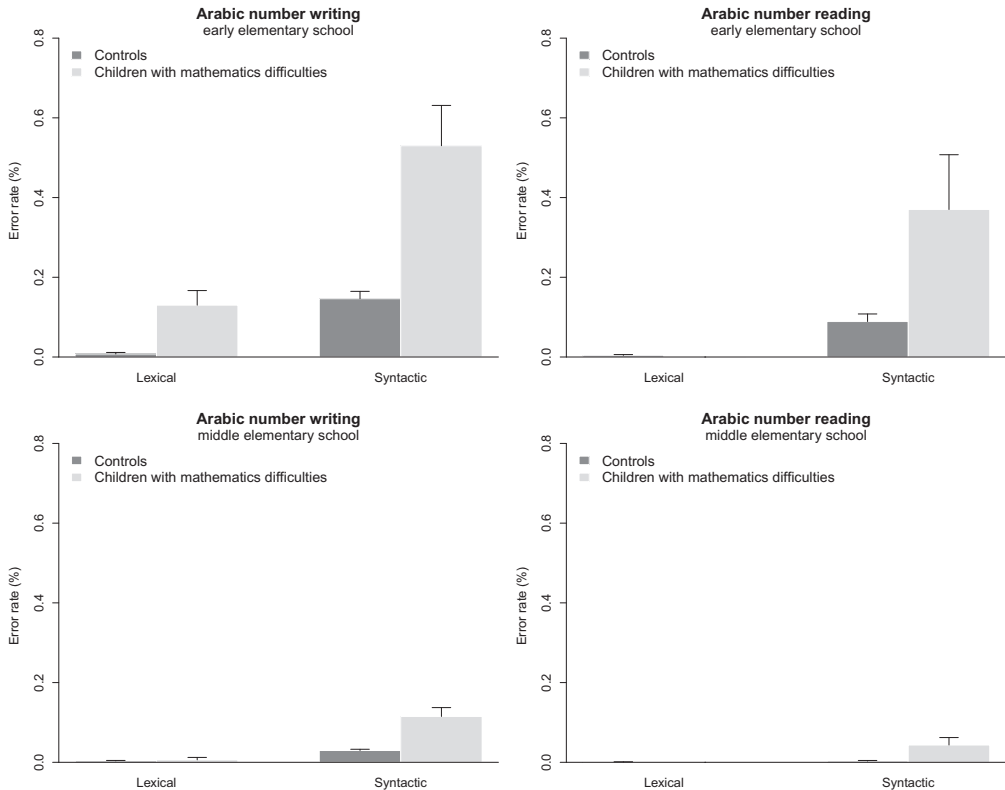 Arabic number writing
early elementary school
Controls
Children with mathematics difficulties
Error rate (%)
0.8
0.6
0.4
0.2
0.0
Lexical Syntactic
Arabic number reading
early elementary school
Controls
Children with mathematics difficulties
Error rate (%)
0.8
0.6
0.4
0.2
0.0
Lexical Syntactic
Arabic number writing
middle elementary school
Controls
Children with mathematics difficulties
Error rate (%)
0.8
0.6
0.4
0.2
0.0
Lexical Syntactic
Arabic number reading
middle elementary school
Controls
Children with mathematics difficulties
Error rate (%)
0.8
0.6
0.4
0.2
0.0
Lexical Syntactic